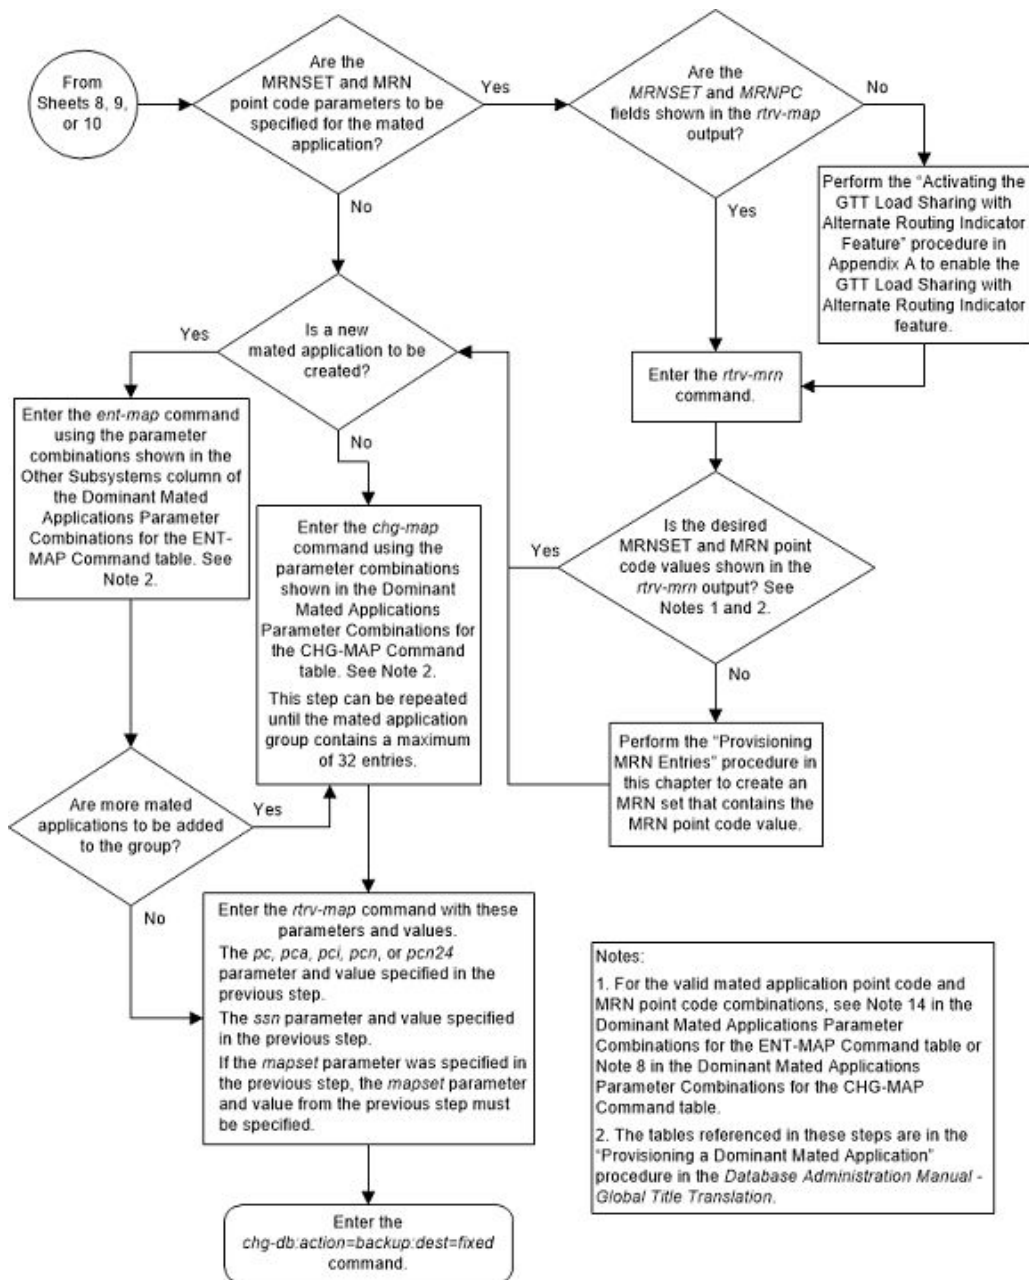 From
Sheets 8, 9,
or 10
Are the
MRNSET and MRN
point code parameters to be
specified for the mated
application?
Yes
No
Are the
MRNSET and MRNPC
fields shown in the rtrv-map
output?
No
Yes
Perform the “Activating the
GTT Load Sharing with
Alternate Routing Indicator
Feature” procedure in
Appendix A to enable the
GTT Load Sharing with
Alternate Routing Indicator
feature.
Enter the rtrv-mrn
command.
Is the desired
MRNSET and MRN point
code values shown in the
rtrv-mrn output? See
Notes 1 and 2.
Yes
No
Perform the “Provisioning
MRN Entries” procedure in
this chapter to create an
MRN set that contains the
MRN point code value.
Is a new
mated application to be
created?
Yes
No
Enter the ent-map command
using the parameter
combinations shown in the
Other Subsystems column of
the Dominant Mated
Applications Parameter
Combinations for the ENT-
MAP Command table. See
Note 2.
Enter the chg-map
command using the
parameter combinations
shown in the Dominant
Mated Applications
Parameter Combinations for
the CHG-MAP Command
table. See Note 2.
This step can be repeated
until the mated application
group contains a maximum
of 32 entries.
Are more mated
applications to be added
to the group?
Yes
No
Enter the rtrv-map command with these
parameters and values.
The pc, pca, pci, pcn, or pcn24
parameter and value specified in the
previous step.
The ssn parameter and value specified
in the previous step.
If the mapset parameter was specified in
the previous step, the mapset parameter
and value from the previous step must
be specified.
Enter the
chg-db:action=backup:dest=fixed
command.
Notes:
1. For the valid mated application point code and
MRN point code combinations, see Note 14 in the
Dominant Mated Applications Parameter
Combinations for the ENT-MAP Command table or
Note 8 in the Dominant Mated Applications
Parameter Combinations for the CHG-MAP
Command table.
2. The tables referenced in these steps are in the
“Provisioning a Dominant Mated Application”
procedure in the Database Administration Manual -
Global Title Translation.